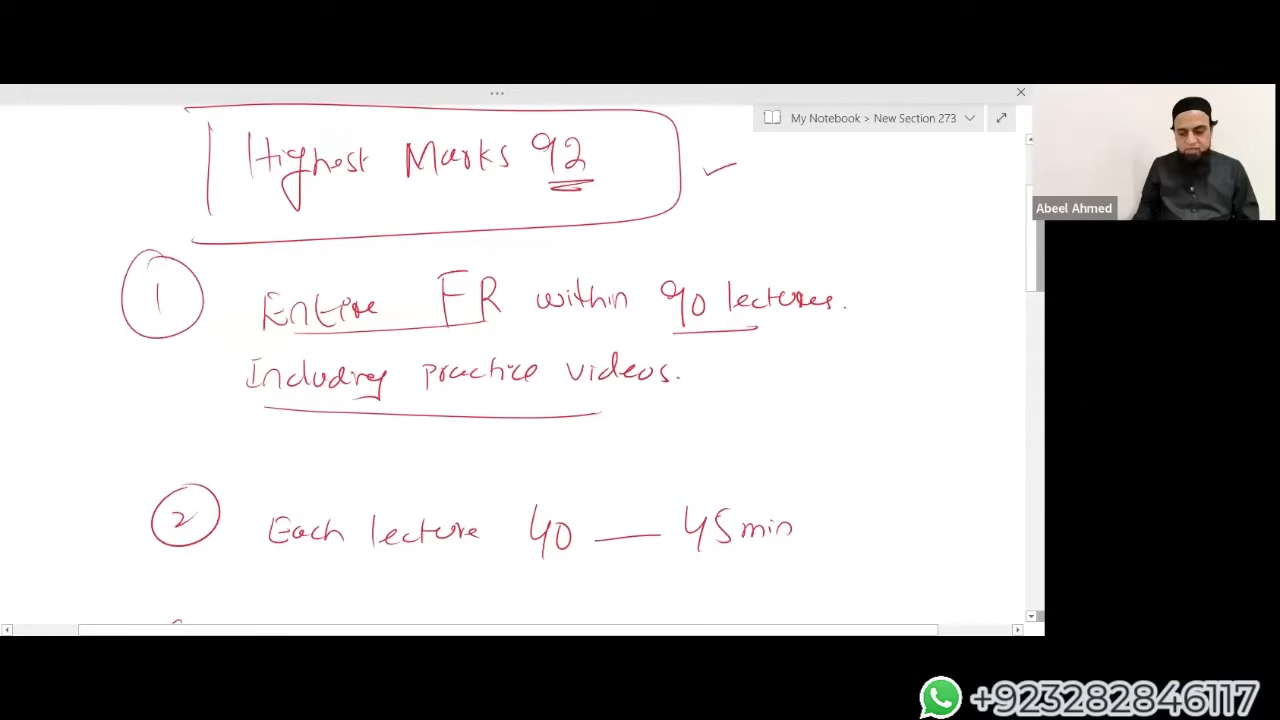 My Notebook > New Section 273
Highest Marks 92
Abeel Ahmed
1
Entire FR within 90 lectures.
Including practice videos.
2
Each lecture 40 — 45min
+923282846117